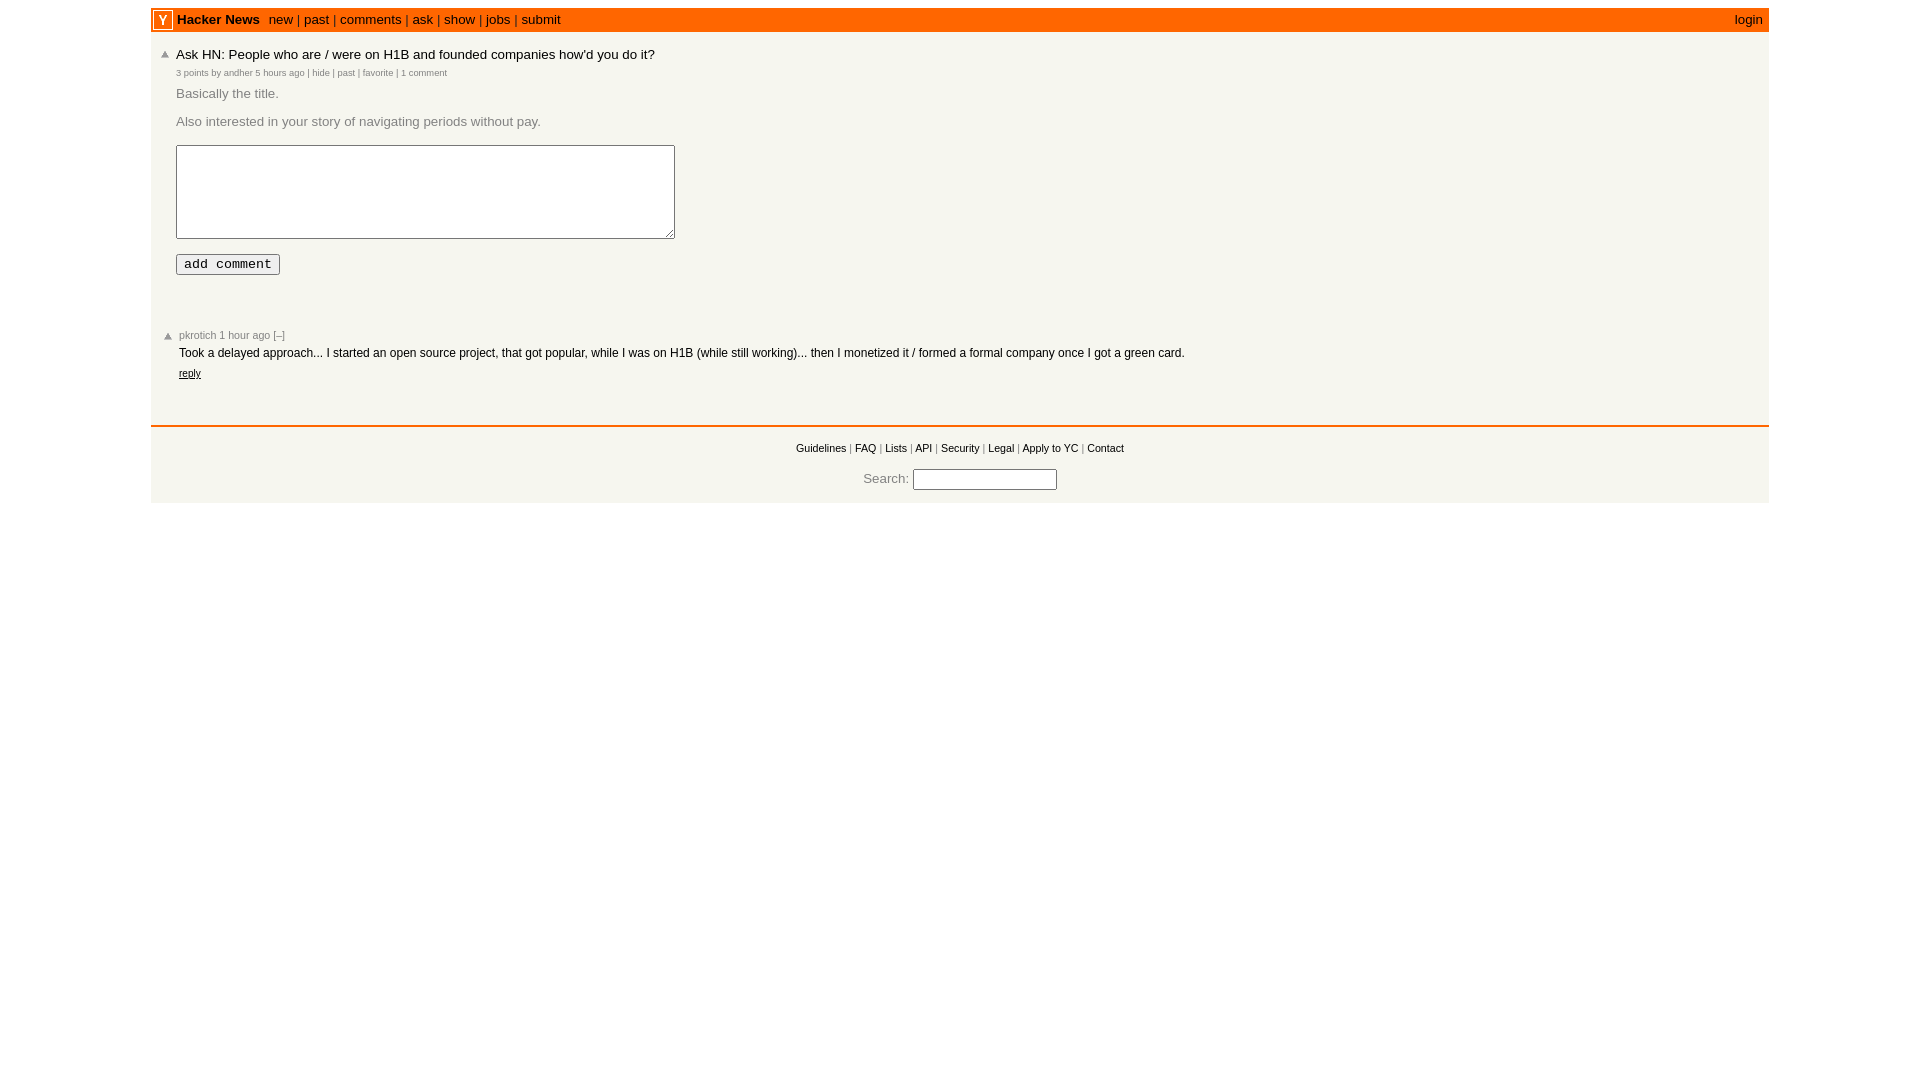 Y Hacker News new | past | comments | ask | show | jobs | submit login
Ask HN: People who are / were on H1B and founded companies how'd you do it?
3 points by andher 5 hours ago | hide | past | favorite | 1 comment
Basically the title.
Also interested in your story of navigating periods without pay.
add comment
pkrotich 1 hour ago [–]
Took a delayed approach... I started an open source project, that got popular, while I was on H1B (while still working)... then I monetized it / formed a formal company once I got a green card.
reply
Guidelines | FAQ | Lists | API | Security | Legal | Apply to YC | Contact
Search: